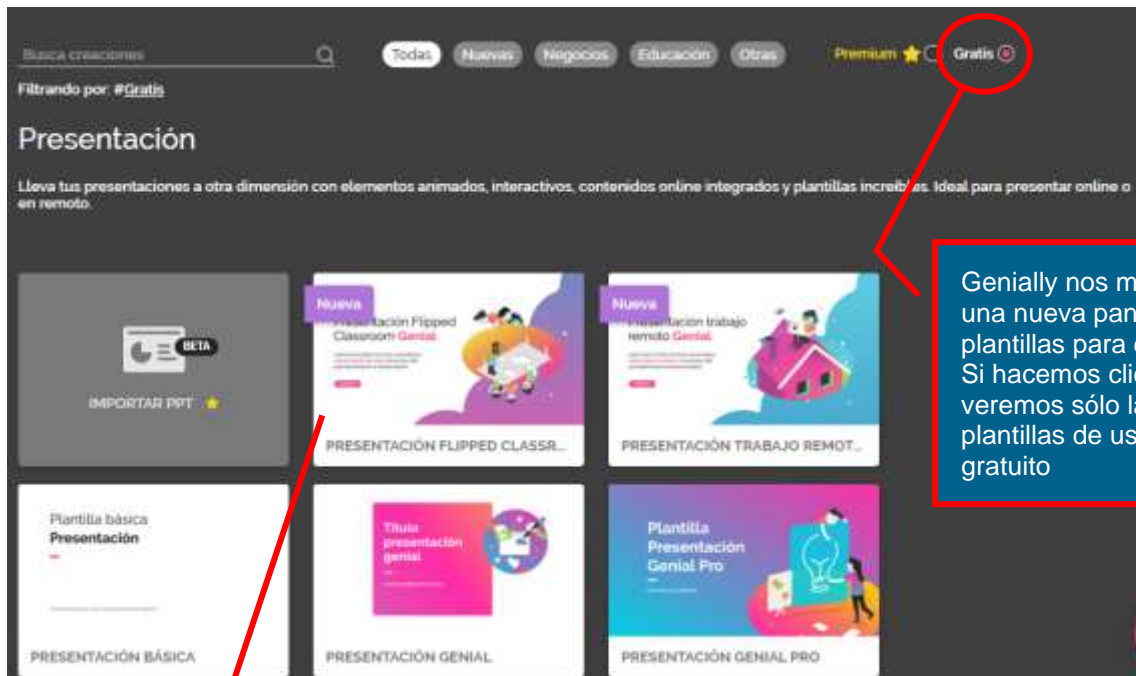 Busca creaciones
Todas Nuevas Negocios Educación Otras Premium Gratis
Filtrando por: #Gratis
Presentación
Lleva tus presentaciones a otra dimensión con elementos animados, interactivos, contenidos online integrados y plantillas increíbles. Ideal para presentar online o
en remoto.
BETA
IMPORTAR PPT
Nueva
Presentación Flipped
Classroom Genial
PRESENTACIÓN FLIPPED CLASSR...
Nueva
Presentación trabajo
remoto Genial
PRESENTACIÓN TRABAJO REMOT...
Genially nos m
una nueva pan
plantillas para
Si hacemos clic
veremos sólo la
plantillas de us
gratuito
Plantilla básica
Presentación
PRESENTACIÓN BÁSICA
Título
presentación
genial
PRESENTACIÓN GENIAL
Plantilla
Presentación
Genial Pro
PRESENTACIÓN GENIAL PRO